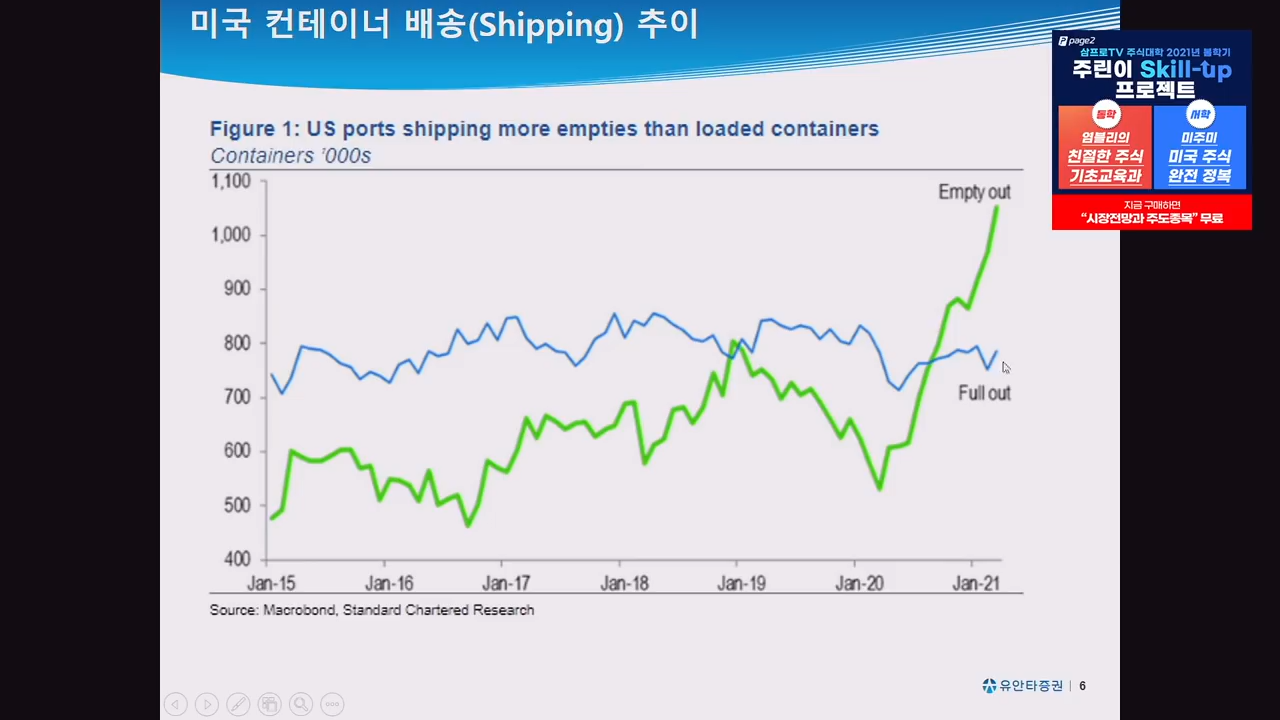 미국 컨테이너 배송(Shipping) 추이
Figure 1: US ports shipping more empties than loaded containers
Containers '000s
1,100
1,000
900
800
700
600
500
400
Empty out
Full out
Jan-15
Jan-16
Jan-17
Jan-18
Jan-19
Jan-20
Jan-21
Source: Macrobond, Standard Chartered Research
유안타증권 | 6
page2
삼프로TV 주식대학 2021년 봄학기
주린이 Skill-up
프로젝트
동학
염블리의
친절한 주식
기초교육과
서학
미주미
미국 주식
완전 정복
지금 구매하면
“시장전망과 주도종목” 무료